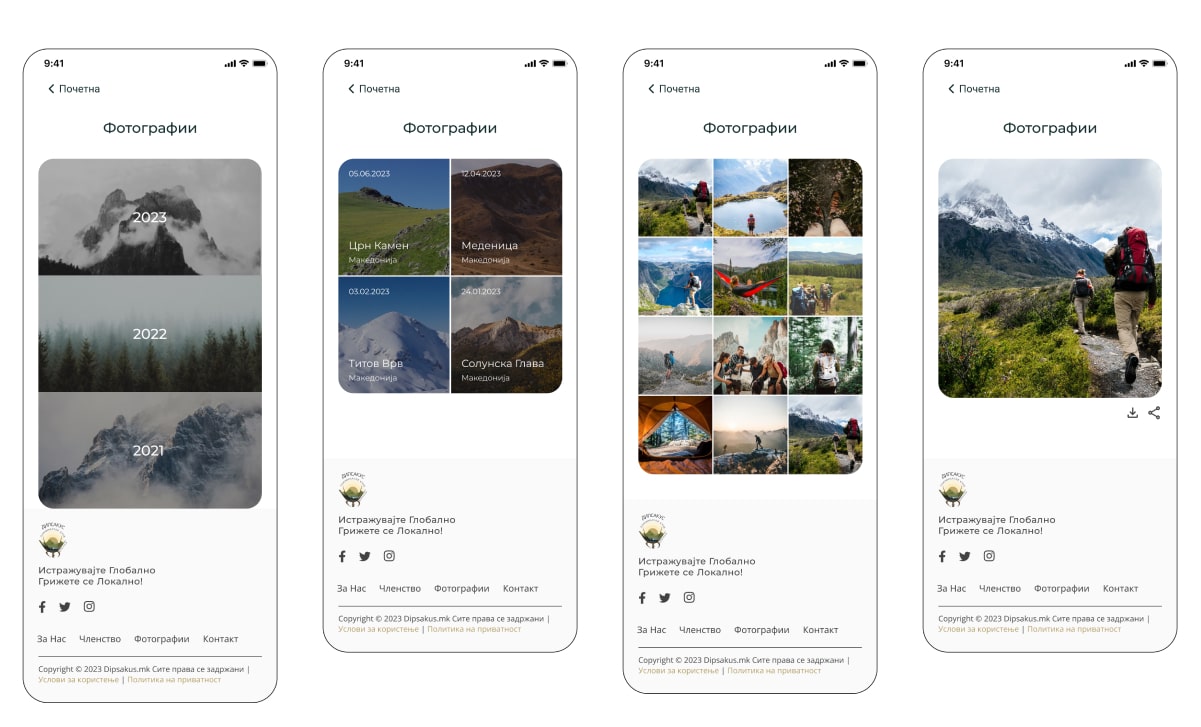 9:41
Почетна
Фотографии
2023
2022
2021
ДИПСАКУС
Истражувајте Глобално
Грижете се Локално!
За Нас Членство Фотографии Контакт
Copyright © 2023 Dipsakus.mk Сите права се задржани |
Услови за користење | Политика на приватност
9:41
Почетна
Фотографии
05.06.2023
Црн Камен
Македонија
12.04.2023
Меденица
Македонија
03.02.2023
Титов Врв
Македонија
24.01.2023
Солунска Глава
Македонија
ДИПСАКУС
Истражувајте Глобално
Грижете се Локално!
За Нас Членство Фотографии Контакт
Copyright © 2023 Dipsakus.mk Сите права се задржани |
Услови за користење | Политика на приватност
9:41
Почетна
Фотографии
ДИПСАКУС
Истражувајте Глобално
Грижете се Локално!
За Нас Членство Фотографии Контакт
Copyright © 2023 Dipsakus.mk Сите права се задржани |
Услови за користење | Политика на приватност
9:41
Почетна
Фотографии
ДИПСАКУС
Истражувајте Глобално
Грижете се Локално!
За Нас Членство Фотографии Контакт
Copyright © 2023 Dipsakus.mk Сите права се задржани |
Услови за користење | Политика на приватност